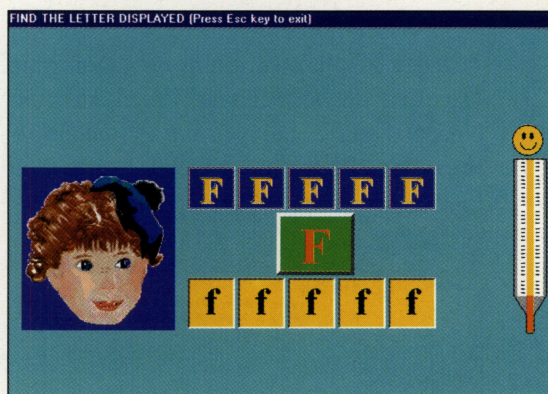 FIND THE LETTER DISPLAYED (Press Esc key to exit)
F F F F F
F
f f f f f